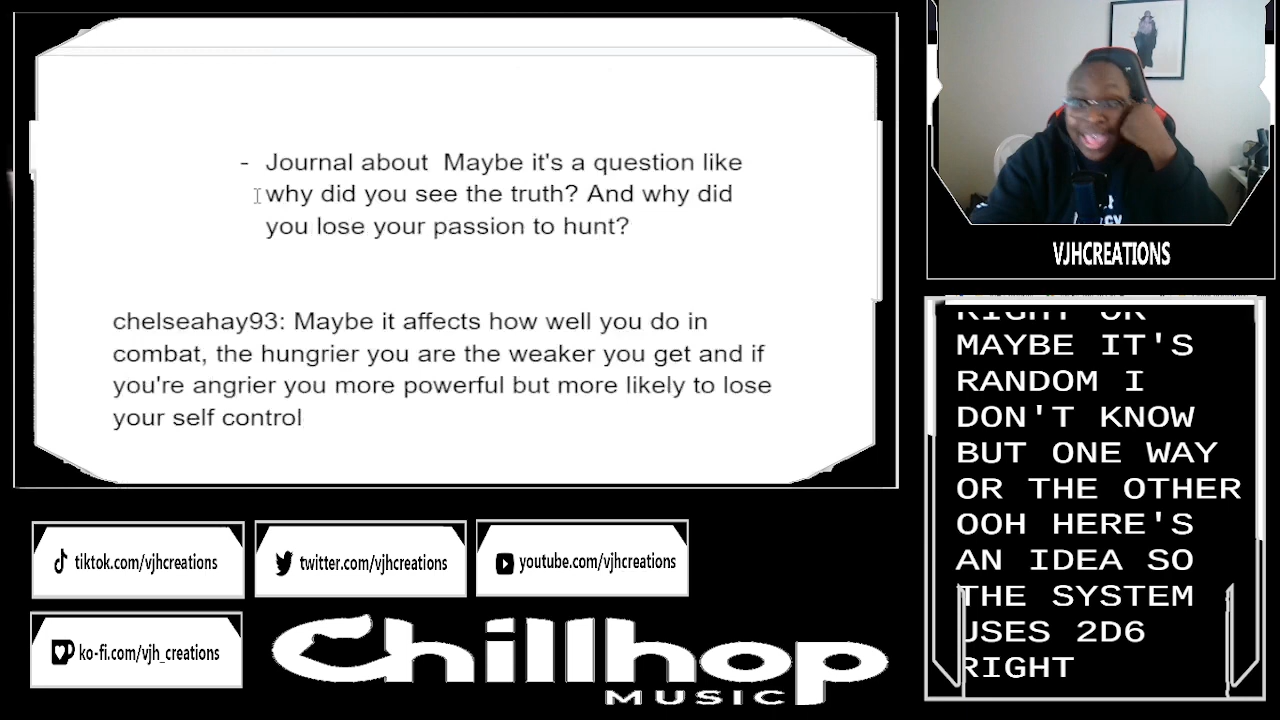 - Journal about  Maybe it's a question like
why did you see the truth? And why did
you lose your passion to hunt?
chelseahay93: Maybe it affects how well you do in
combat, the hungrier you are the weaker you get and if
you're angrier you more powerful but more likely to lose
your self control
VJHCREATIONS
RIGHT OR
MAYBE IT'S
RANDOM I
DON'T KNOW
BUT ONE WAY
OR THE OTHER
OOH HERE'S
AN IDEA SO
THE SYSTEM
USES 2D6
RIGHT
tiktok.com/vjhcreations
twitter.com/vjhcreations
youtube.com/vjhcreations
ko-fi.com/vjh_creations
Chillhop
MUSIC